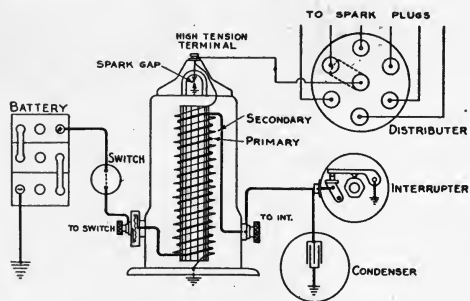 TO SPARK PLUGS
HIGH TENSION
TERMINAL
SPARK GAP
BATTERY
SECONDARY
DISTRIBUTER
PRIMARY
SWITCH
INTERRUPTER
TO SWITCH
TO INT.
CONDENSER